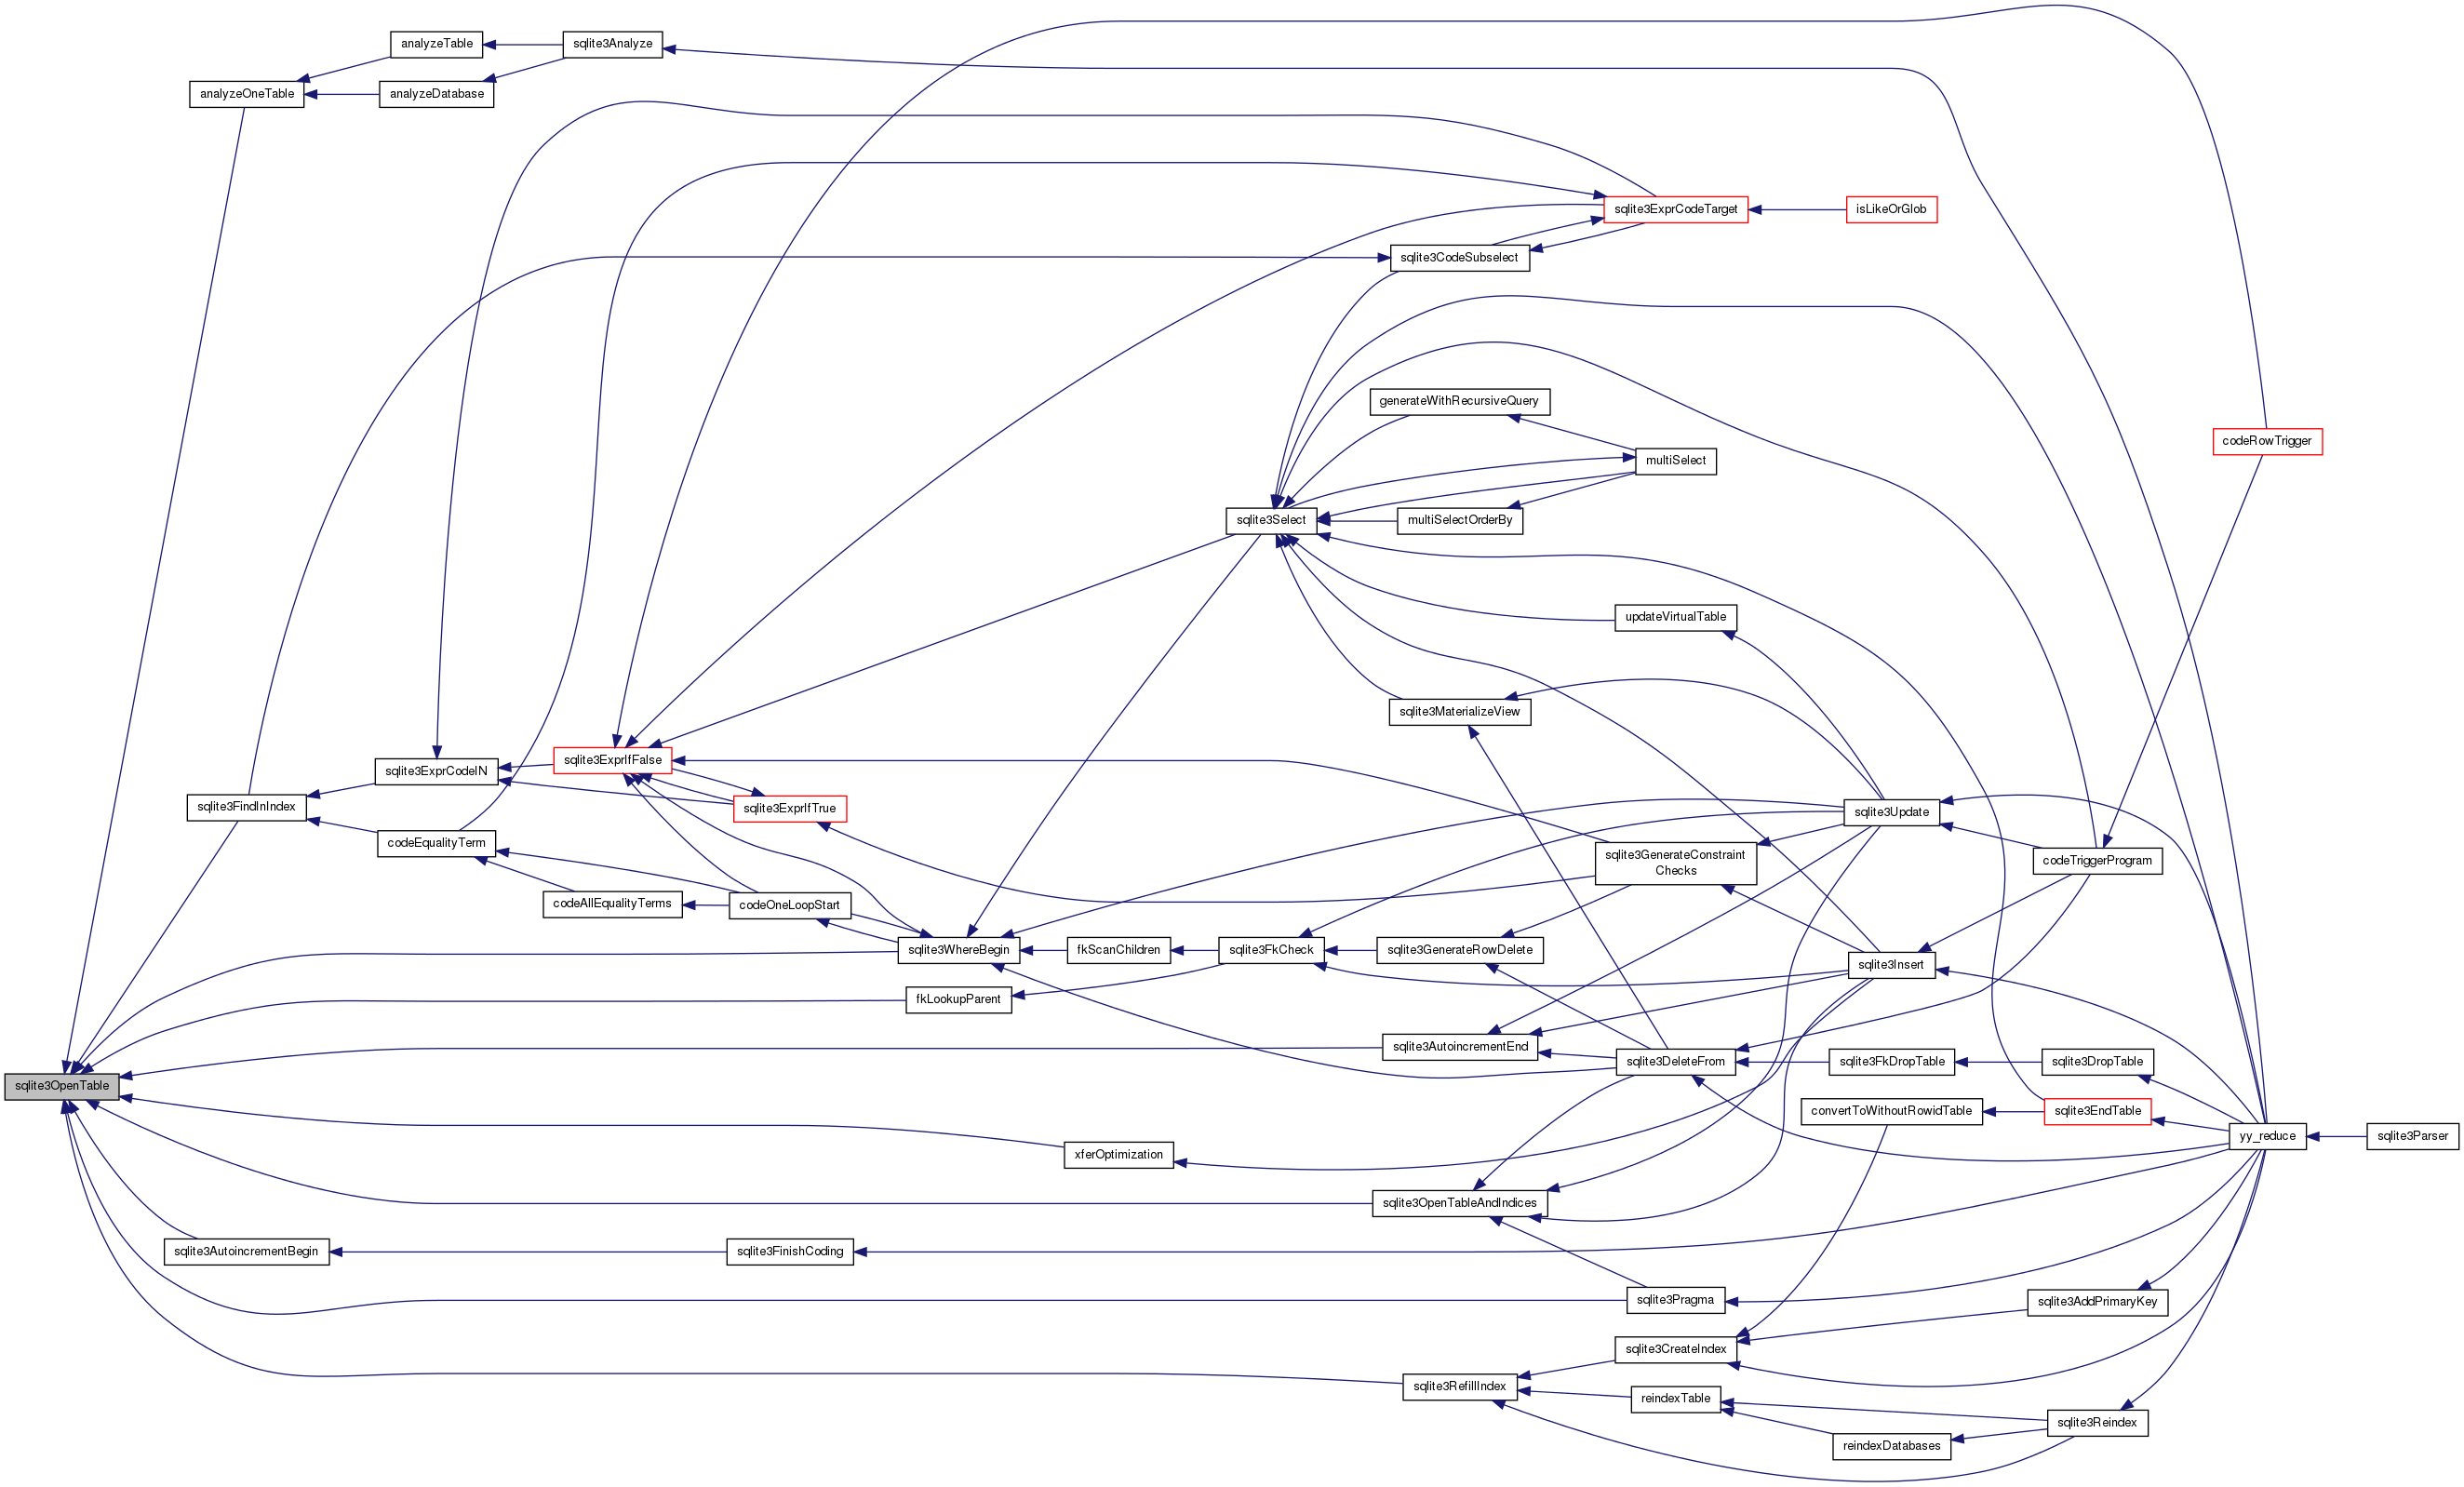 analyzeTable
sqlite3Analyze
analyzeOneTable
analyzeDatabase
sqlite3ExprCodeTarget
isLikeOrGlob
sqlite3CodeSubselect
generateWithRecursiveQuery
codeRowTrigger
multiSelect
sqlite3Select
multiSelectOrderBy
updateVirtualTable
sqlite3MaterializeView
sqlite3ExprIfFalse
sqlite3ExprCodeIN
sqlite3FindInIndex
sqlite3ExprIfTrue
sqlite3Update
codeEqualityTerm
sqlite3GenerateConstraint
Checks
codeTriggerProgram
codeAllEqualityTerms
codeOneLoopStart
sqlite3WhereBegin
fkScanChildren
sqlite3FkCheck
sqlite3GenerateRowDelete
sqlite3Insert
fkLookupParent
sqlite3AutoincrementEnd
sqlite3DeleteFrom
sqlite3FkDropTable
sqlite3DropTable
sqlite3OpenTable
convertToWithoutRowidTable
sqlite3EndTable
yy_reduce
sqlite3Parser
xferOptimization
sqlite3OpenTableAndIndices
sqlite3AutoincrementBegin
sqlite3FinishCoding
sqlite3Pragma
sqlite3AddPrimaryKey
sqlite3CreateIndex
sqlite3RefillIndex
reindexTable
sqlite3Reindex
reindexDatabases